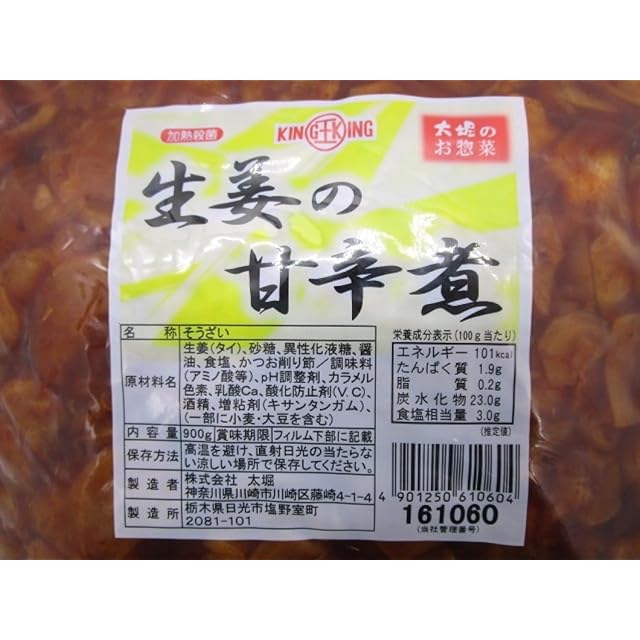 加熱殺菌
KING K KING
大堀の
お惣菜
生姜の
甘辛煮
名 称 そうざい
原材料名 生姜(タイ)、砂糖、異性化液糖、醤
油、食塩、かつお削り節/調味料
(アミノ酸等)、pH調整剤、カラメル
色素、乳酸Ca、酸化防止剤(V.C)、
酒精、増粘剤(キサンタンガム)、
(一部に小麦・大豆を含む)
内容量 900g 賞味期限 フィルム下部に記載
保存方法 高温を避け、直射日光の当たらな
い涼しい場所で保存してください。
製造者 株式会社 太堀
神奈川県川崎市川崎区藤崎4-1-4
製造所 栃木県日光市塩野室町
2081-101
栄養成分表示(100g当たり)
エネルギー 101kcal
たんぱく質 1.9g
脂質 0.2g
炭水化物 23.0g
食塩相当量 3.0g
(推定値)
4901250610604
161060
(当社管理番号)